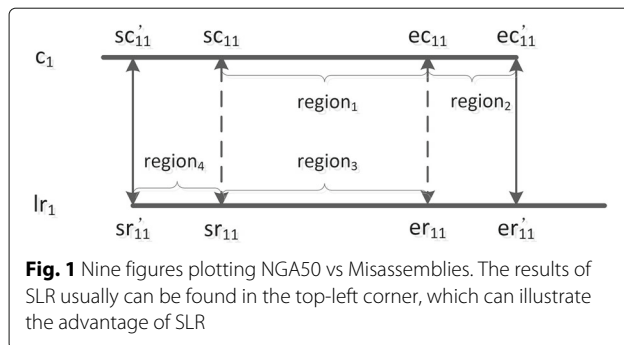 sc′₁₁ sc₁₁ ec₁₁ ec′₁₁
c₁
region₁ region₂
region₄ region₃
lr₁
sr′₁₁ sr₁₁ er₁₁ er′₁₁
Fig. 1 Nine figures plotting NGA50 vs Misassemblies. The results of
SLR usually can be found in the top-left corner, which can illustrate
the advantage of SLR